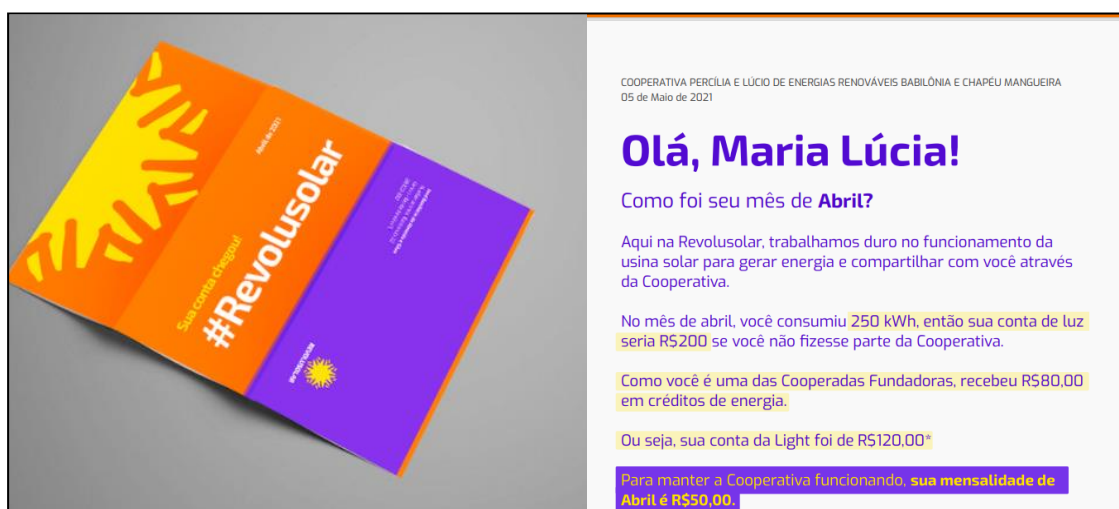 Abril de 2021
Sua conta chegou!
#Revolusolar
REVOLUSOLAR
COOPERATIVA PERCÍLIA E LÚCIO DE ENERGIAS RENOVÁVEIS BABILÔNIA E CHAPÉU MANGUEIRA
05 de Maio de 2021
Olá, Maria Lúcia!
Como foi seu mês de Abril?
Aqui na Revolusolar, trabalhamos duro no funcionamento da
usina solar para gerar energia e compartilhar com você através
da Cooperativa.
No mês de abril, você consumiu 250 kWh, então sua conta de luz
seria R$200 se você não fizesse parte da Cooperativa.
Como você é uma das Cooperadas Fundadoras, recebeu R$80,00
em créditos de energia.
Ou seja, sua conta da Light foi de R$120,00*
Para manter a Cooperativa funcionando, sua mensalidade de
Abril é R$50,00.